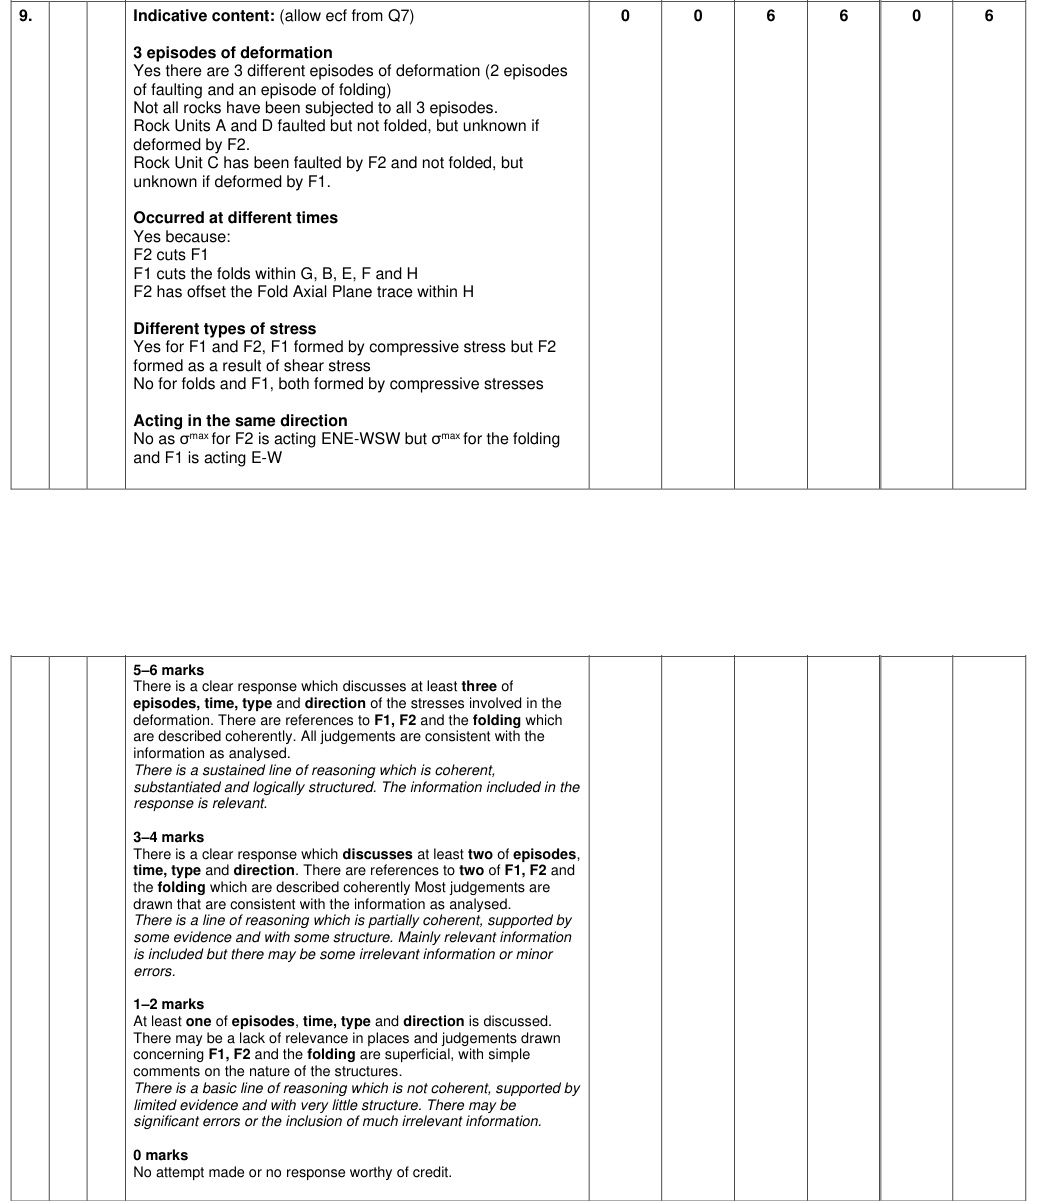 9. Indicative content: (allow ecf from Q7) 0 0 6 6 0 6
3 episodes of deformation
Yes there are 3 different episodes of deformation (2 episodes
of faulting and an episode of folding)
Not all rocks have been subjected to all 3 episodes.
Rock Units A and D faulted but not folded, but unknown if
deformed by F2.
Rock Unit C has been faulted by F2 and not folded, but
unknown if deformed by F1.
Occurred at different times
Yes because:
F2 cuts F1
F1 cuts the folds within G, B, E, F and H
F2 has offset the Fold Axial Plane trace within H
Different types of stress
Yes for F1 and F2, F1 formed by compressive stress but F2
formed as a result of shear stress
No for folds and F1, both formed by compressive stresses
Acting in the same direction
No as σmax for F2 is acting ENE-WSW but σmax for the folding
and F1 is acting E-W
5–6 marks
There is a clear response which discusses at least three of
episodes, time, type and direction of the stresses involved in the
deformation. There are references to F1, F2 and the folding which
are described coherently. All judgements are consistent with the
information as analysed.
There is a sustained line of reasoning which is coherent,
substantiated and logically structured. The information included in the
response is relevant.
3–4 marks
There is a clear response which discusses at least two of episodes,
time, type and direction. There are references to two of F1, F2 and
the folding which are described coherently Most judgements are
drawn that are consistent with the information as analysed.
There is a line of reasoning which is partially coherent, supported by
some evidence and with some structure. Mainly relevant information
is included but there may be some irrelevant information or minor
errors.
1–2 marks
At least one of episodes, time, type and direction is discussed.
There may be a lack of relevance in places and judgements drawn
concerning F1, F2 and the folding are superficial, with simple
comments on the nature of the structures.
There is a basic line of reasoning which is not coherent, supported by
limited evidence and with very little structure. There may be
significant errors or the inclusion of much irrelevant information.
0 marks
No attempt made or no response worthy of credit.